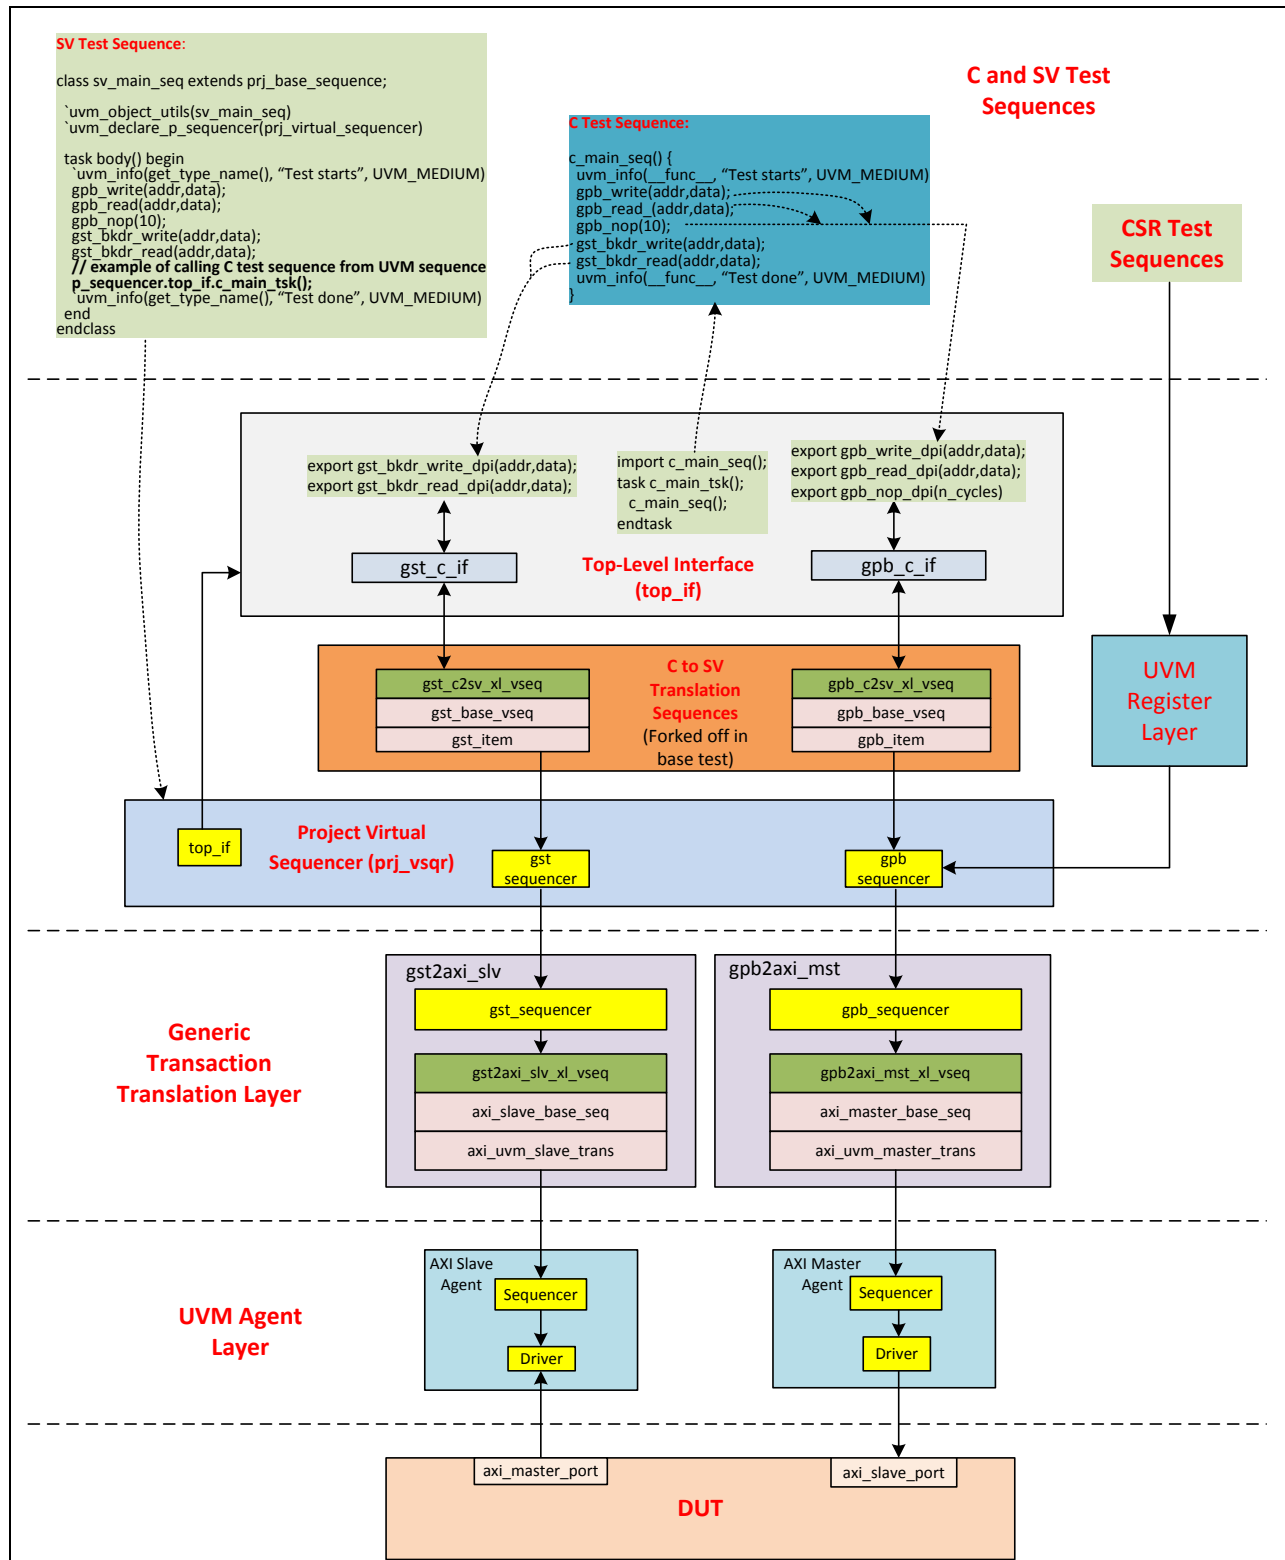 SV Test Sequence:
class sv_main_seq extends prj_base_sequence;
`uvm_object_utils(sv_main_seq)
`uvm_declare_p_sequencer(prj_virtual_sequencer)
task body() begin
`uvm_info(get_type_name(), “Test starts”, UVM_MEDIUM)
gpb_write(addr,data);
gpb_read(addr,data);
gpb_nop(10);
gst_bkdr_write(addr,data);
gst_bkdr_read(addr,data);
// example of calling C test sequence from UVM sequence
p_sequencer.top_if.c_main_tsk();
`uvm_info(get_type_name(), “Test done”, UVM_MEDIUM)
end
endclass
C Test Sequence:
c_main_seq() {
uvm_info(__func__, “Test starts”, UVM_MEDIUM)
gpb_write(addr,data);
gpb_read_(addr,data);
gpb_nop(10);
gst_bkdr_write(addr,data);
gst_bkdr_read(addr,data);
uvm_info(__func__, “Test done”, UVM_MEDIUM)
}
C and SV Test
Sequences
CSR Test
Sequences
export gst_bkdr_write_dpi(addr,data);
export gst_bkdr_read_dpi(addr,data);
import c_main_seq();
task c_main_tsk();
c_main_seq();
endtask
export gpb_write_dpi(addr,data);
export gpb_read_dpi(addr,data);
export gpb_nop_dpi(n_cycles)
gst_c_if
Top-Level Interface
(top_if)
gpb_c_if
gst_c2sv_xl_vseq
gst_base_vseq
gst_item
C to SV
Translation
Sequences
(Forked off in
base test)
gpb_c2sv_xl_vseq
gpb_base_vseq
gpb_item
UVM
Register
Layer
top_if
Project Virtual
Sequencer (prj_vsqr)
gst
sequencer
gpb
sequencer
Generic
Transaction
Translation Layer
gst2axi_slv
gst_sequencer
gst2axi_slv_xl_vseq
axi_slave_base_seq
axi_uvm_slave_trans
gpb2axi_mst
gpb_sequencer
gpb2axi_mst_xl_vseq
axi_master_base_seq
axi_uvm_master_trans
UVM Agent
Layer
AXI Slave
Agent
Sequencer
Driver
AXI Master
Agent
Sequencer
Driver
axi_master_port
axi_slave_port
DUT